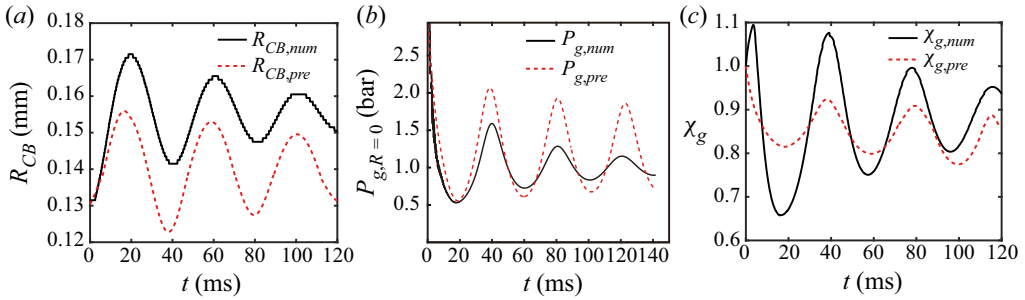 (a)
0.18
0.17
0.16
0.15
0.14
0.13
0.12
R_CB (mm)
R_CB,num
R_CB,pre
0 20 40 60 80 100 120
t (ms)
(b)
2.5
2.0
1.5
1.0
0.5
P_g,R = 0 (bar)
P_g,num
P_g,pre
0 20 40 60 80 100 120 140
t (ms)
(c)
1.1
1.0
0.9
0.8
0.7
0.6
χ_g
χ_g,num
χ_g,pre
0 20 40 60 80 100 120
t (ms)